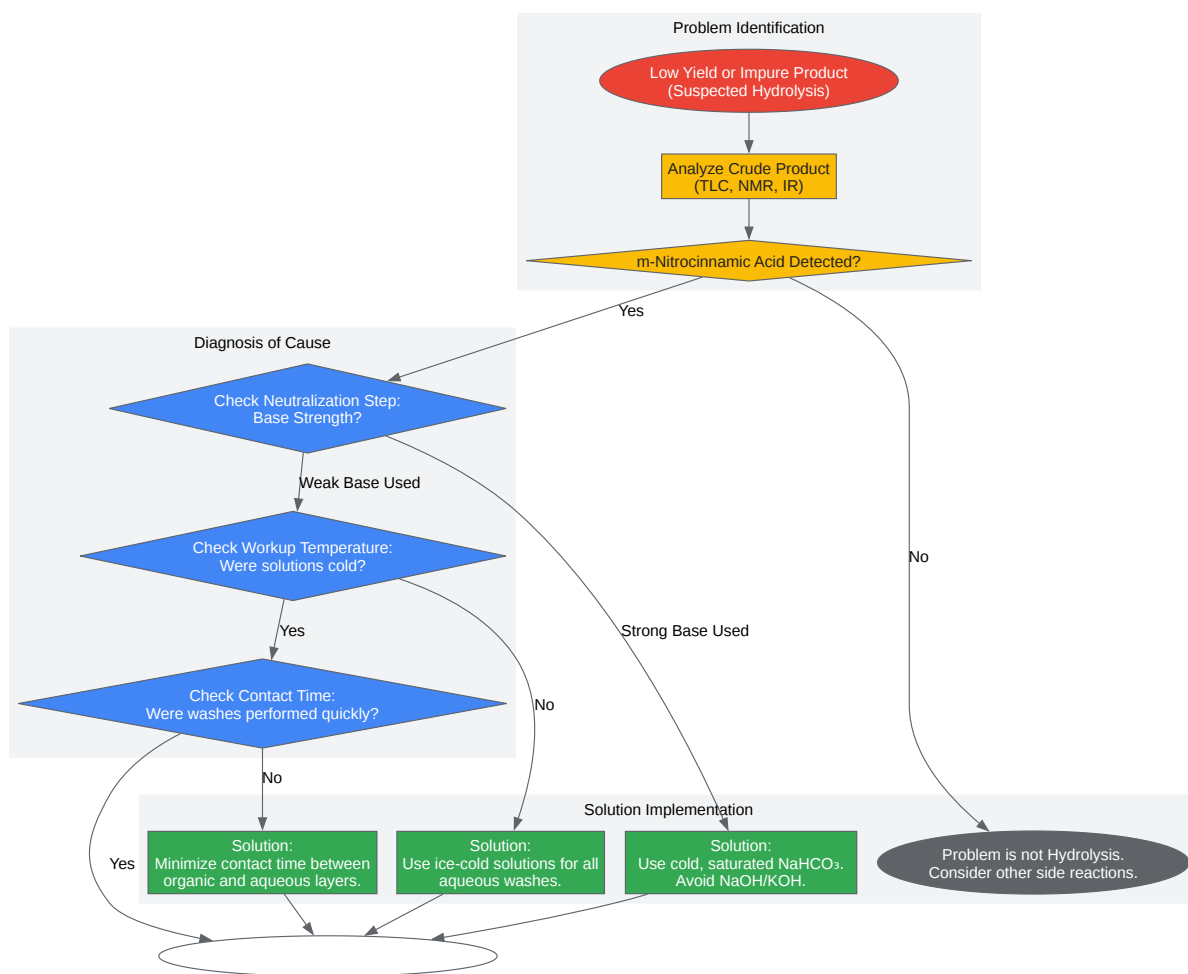 Problem Identification
Low Yield or Impure Product
(Suspected Hydrolysis)
Analyze Crude Product
(TLC, NMR, IR)
m-Nitrocinnamic Acid Detected?
Yes
Diagnosis of Cause
Check Neutralization Step:
Base Strength?
Weak Base Used
Check Workup Temperature:
Were solutions cold?
No
Yes
Strong Base Used
Check Contact Time:
Were washes performed quickly?
No
No
Solution Implementation
Yes
Solution:
Minimize contact time between
organic and aqueous layers.
Solution:
Use ice-cold solutions for all
aqueous washes.
Solution:
Use cold, saturated NaHCO₃.
Avoid NaOH/KOH.
Problem is not Hydrolysis.
Consider other side reactions.